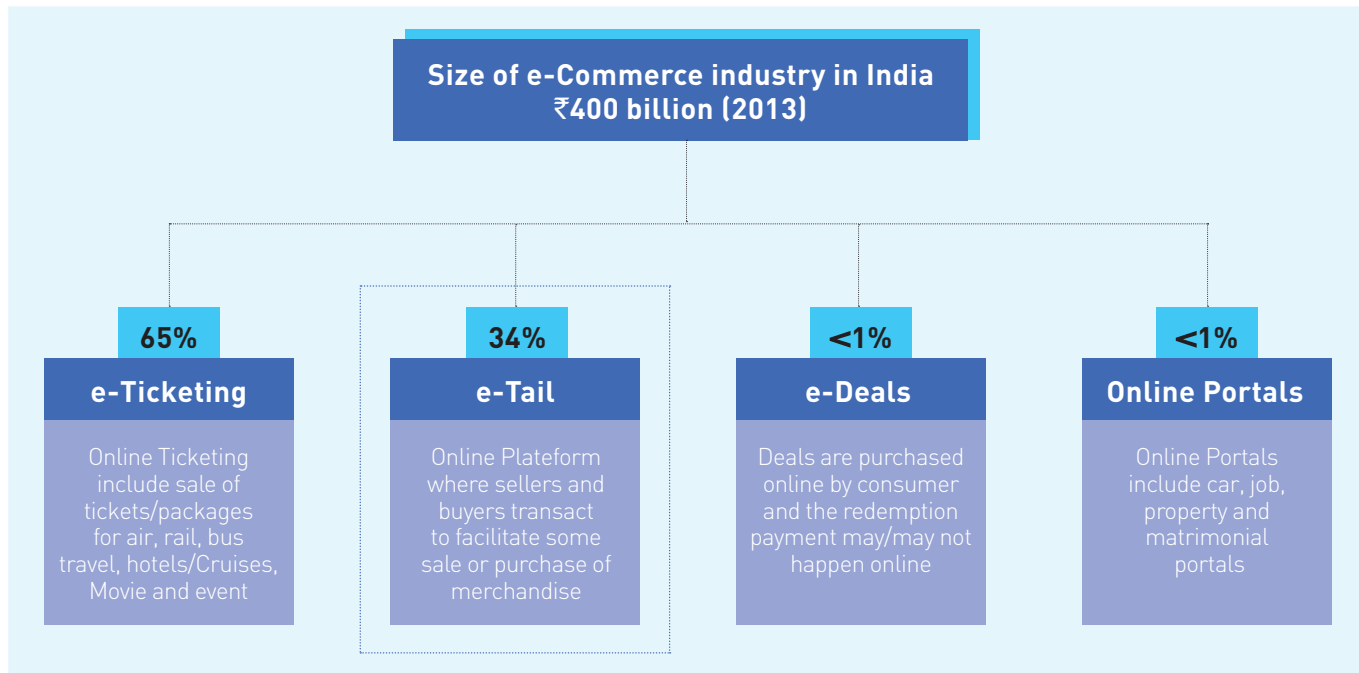 Size of e-Commerce industry in India
₹400 billion (2013)
65%
e-Ticketing
Online Ticketing
include sale of
tickets/packages
for air, rail, bus
travel, hotels/Cruises,
Movie and event
34%
e-Tail
Online Plateform
where sellers and
buyers transact
to facilitate some
sale or purchase of
merchandise
<1%
e-Deals
Deals are purchased
online by consumer
and the redemption
payment may/may not
happen online
<1%
Online Portals
Online Portals
include car, job,
property and
matrimonial
portals